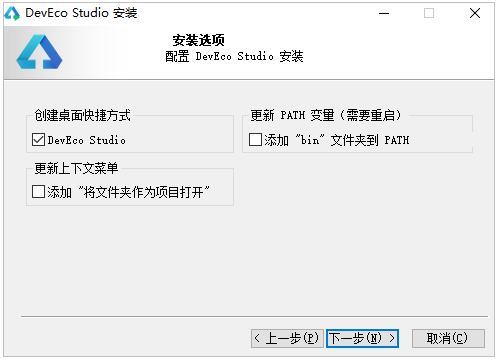 DevEco Studio 安装
安装选项
配置 DevEco Studio 安装
创建桌面快捷方式
DevEco Studio
更新 PATH 变量(需要重启)
添加 "bin" 文件夹到 PATH
更新上下文菜单
添加 "将文件夹作为项目打开"
< 上一步(P)
下一步(N) >
取消(C)